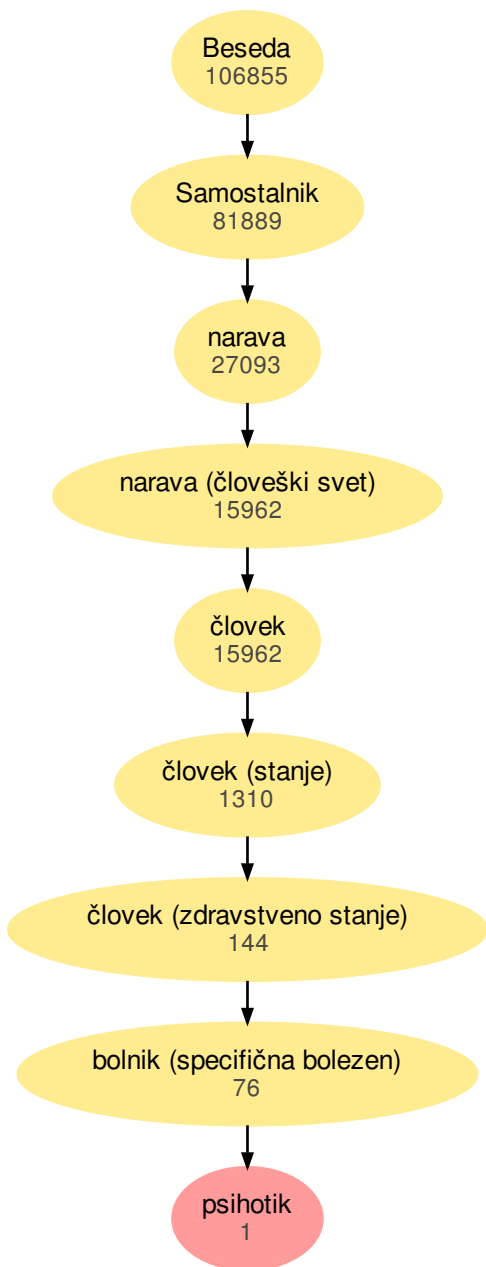 Beseda
106855
Samostalnik
81889
narava
27093
narava (človeški svet)
15962
človek
15962
človek (stanje)
1310
človek (zdravstveno stanje)
144
bolnik (specifična bolezen)
76
psihotik
1